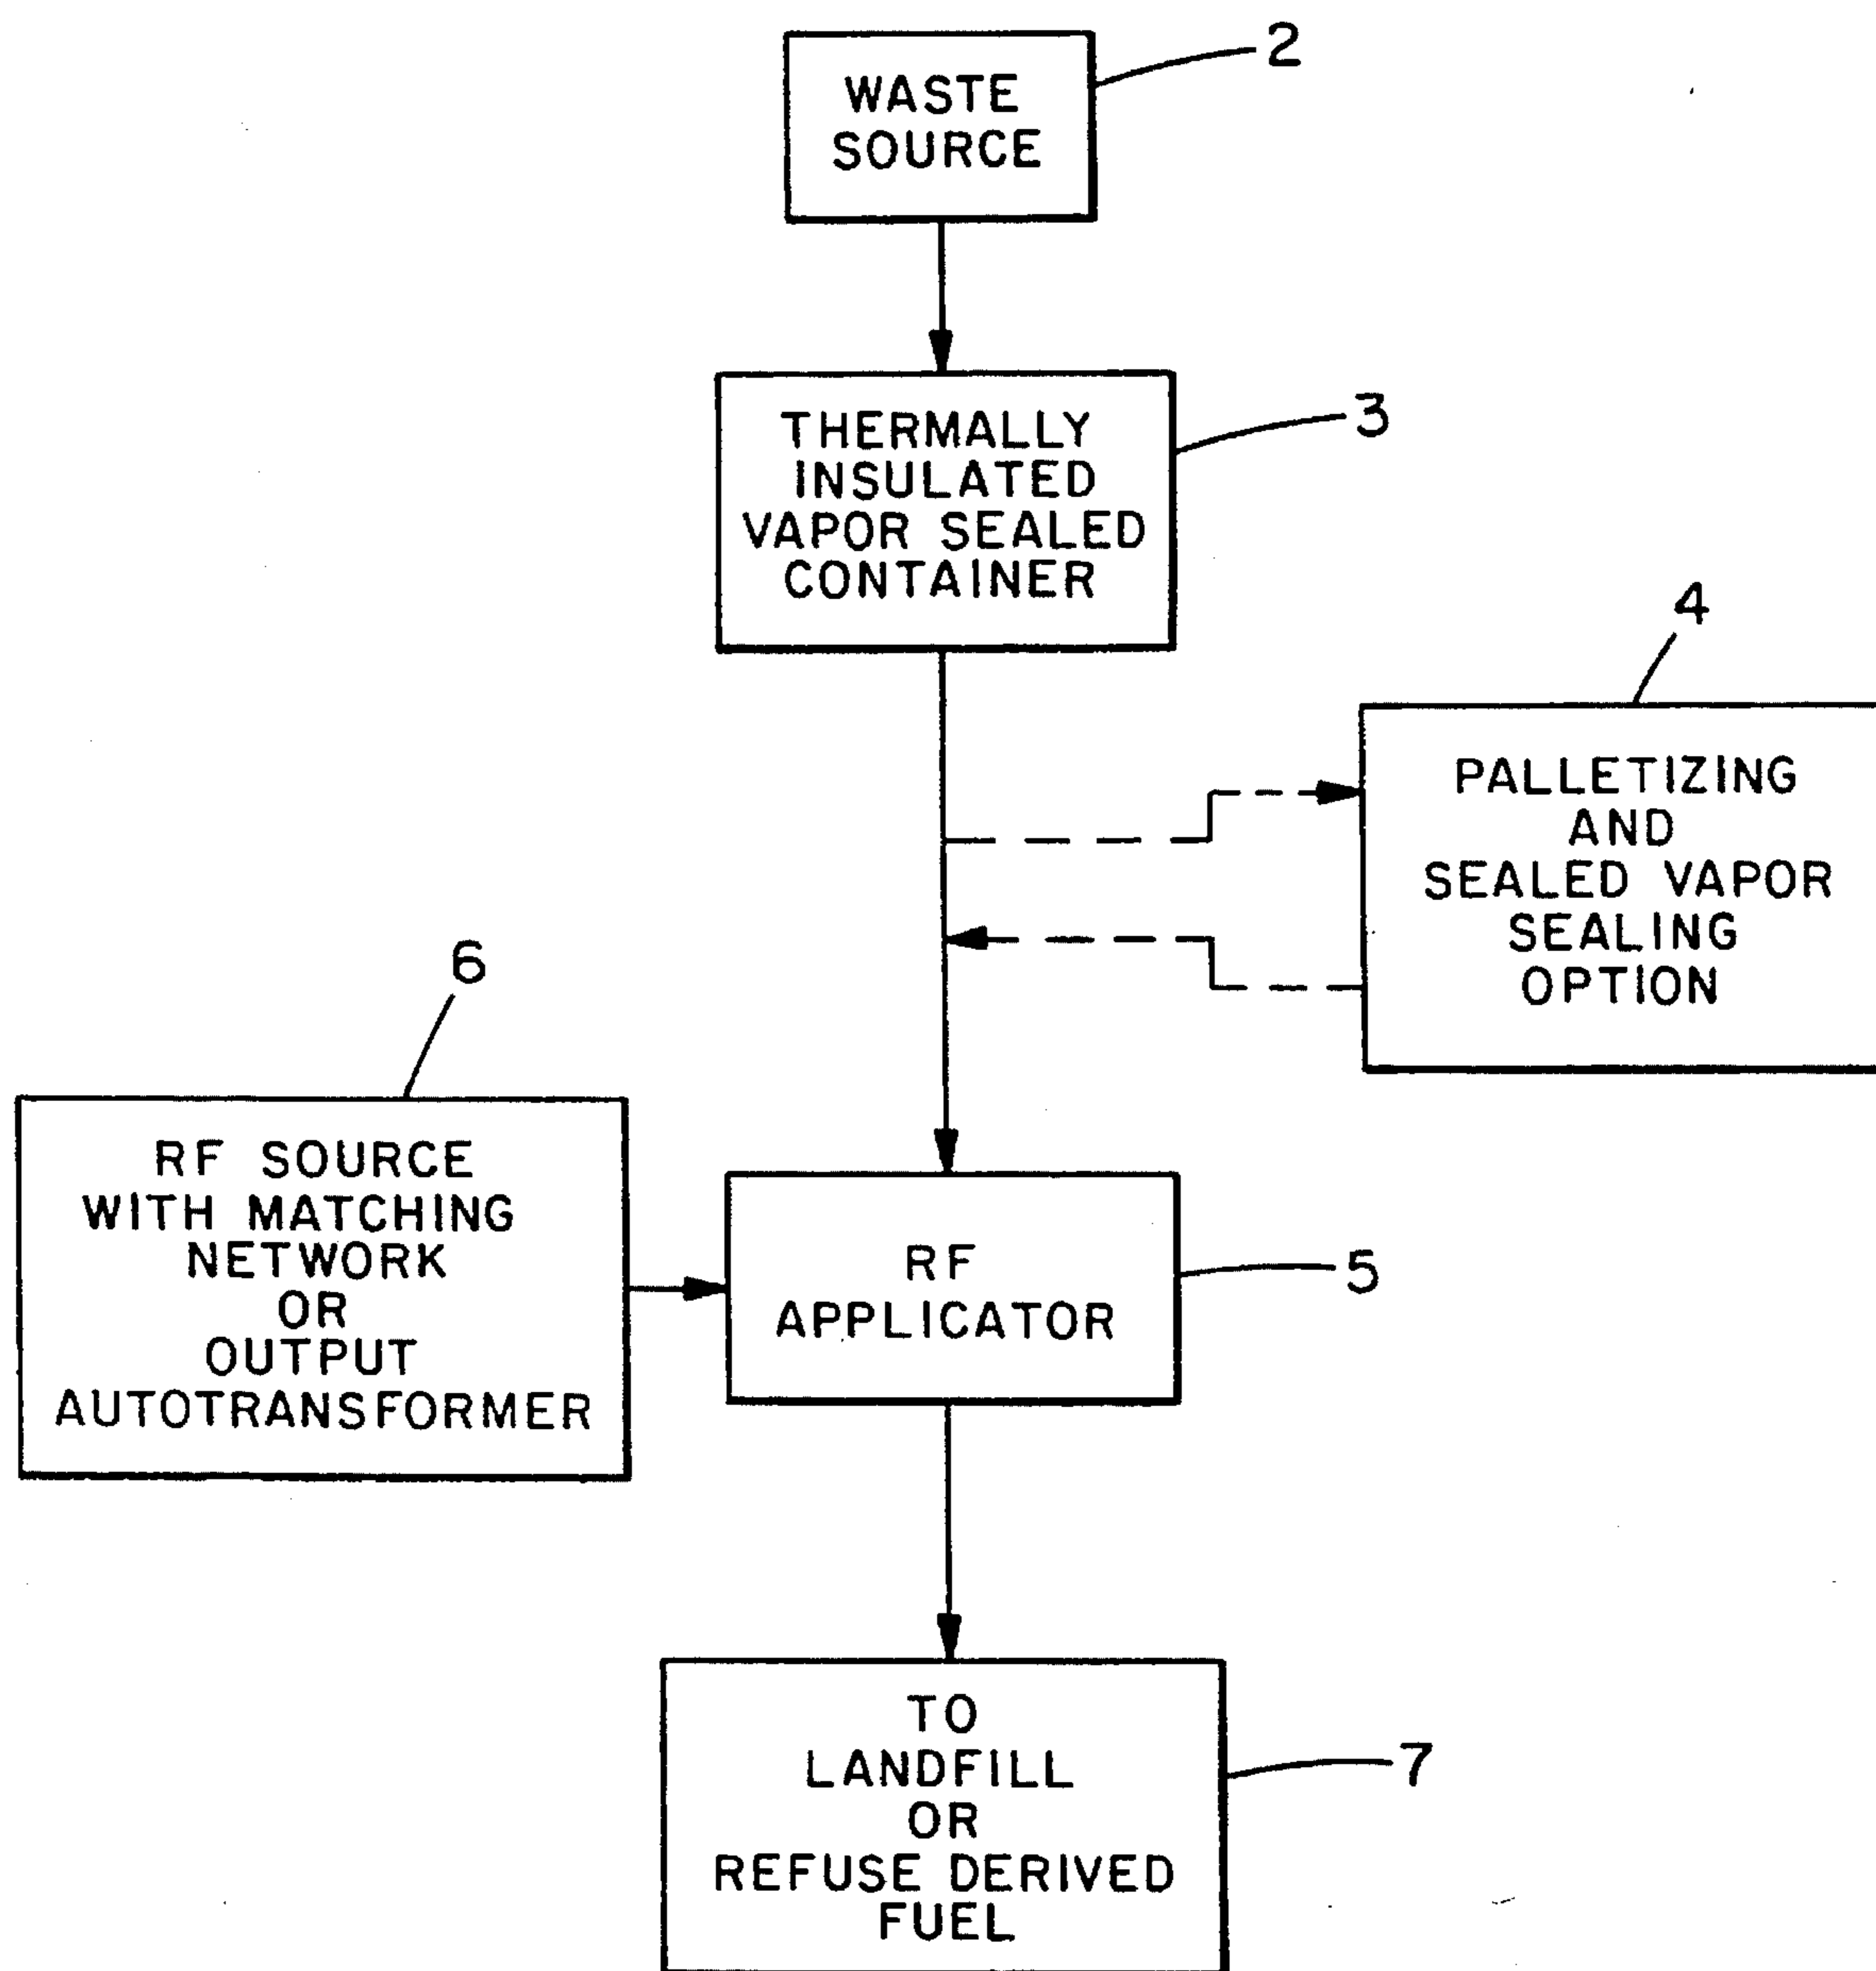 2
WASTE
SOURCE
3
THERMALLY
INSULATED
VAPOR SEALED
CONTAINER
4
PALLETIZING
AND
SEALED VAPOR
SEALING
OPTION
6
RF SOURCE
WITH MATCHING
NETWORK
OR
OUTPUT
AUTOTRANSFORMER
RF
APPLICATOR
5
TO
LANDFILL
OR
REFUSE DERIVED
FUEL
7